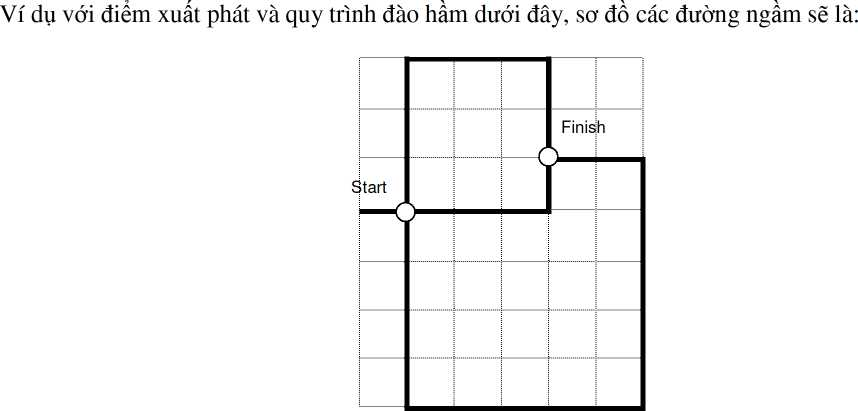 Ví dụ với điểm xuất phát và quy trình đào hầm dưới đây, sơ đồ các đường ngầm sẽ là:
Finish
Start